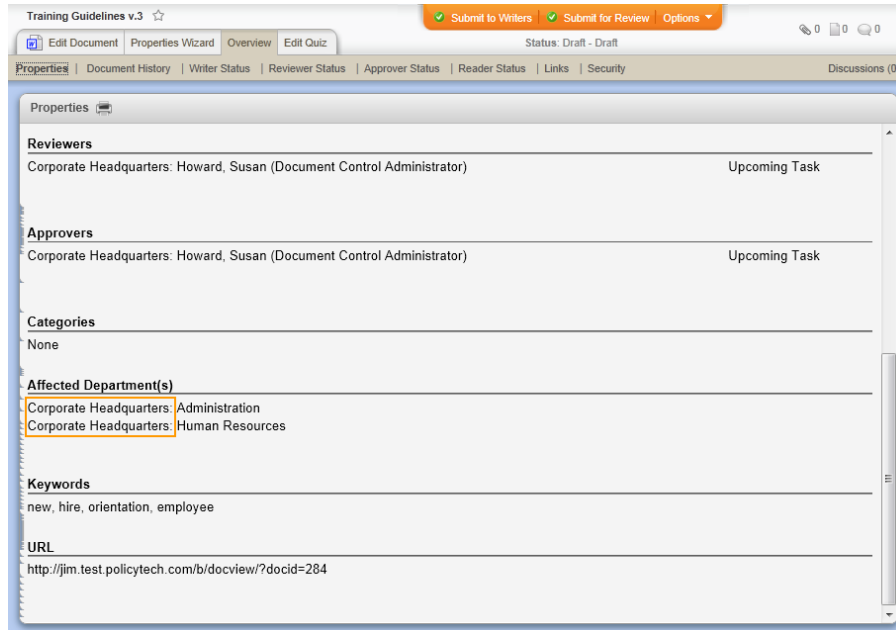 Training Guidelines v.3
Submit to Writers Submit for Review Options
0 0 0
Edit Document Properties Wizard Overview Edit Quiz
Status: Draft - Draft
Properties | Document History | Writer Status | Reviewer Status | Approver Status | Reader Status | Links | Security Discussions (0
Properties
Reviewers
Corporate Headquarters: Howard, Susan (Document Control Administrator) Upcoming Task
Approvers
Corporate Headquarters: Howard, Susan (Document Control Administrator) Upcoming Task
Categories
None
Affected Department(s)
Corporate Headquarters: Administration
Corporate Headquarters: Human Resources
Keywords
new, hire, orientation, employee
URL
http://jim.test.policytech.com/b/docview/?docid=284